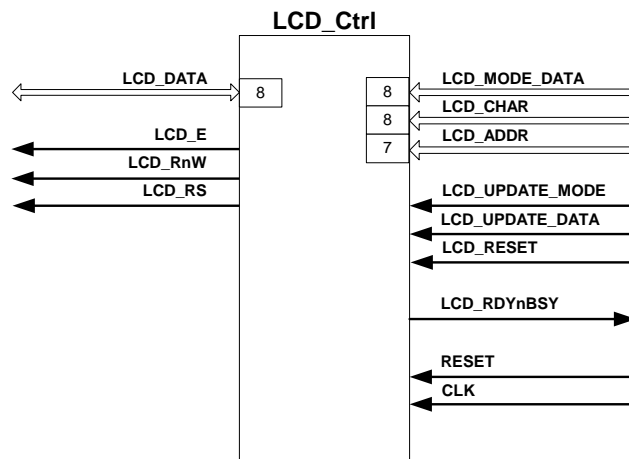 LCD_Ctrl
LCD_DATA
8
LCD_E
LCD_RnW
LCD_RS
8
LCD_MODE_DATA
8
LCD_CHAR
7
LCD_ADDR
LCD_UPDATE_MODE
LCD_UPDATE_DATA
LCD_RESET
LCD_RDYnBSY
RESET
CLK